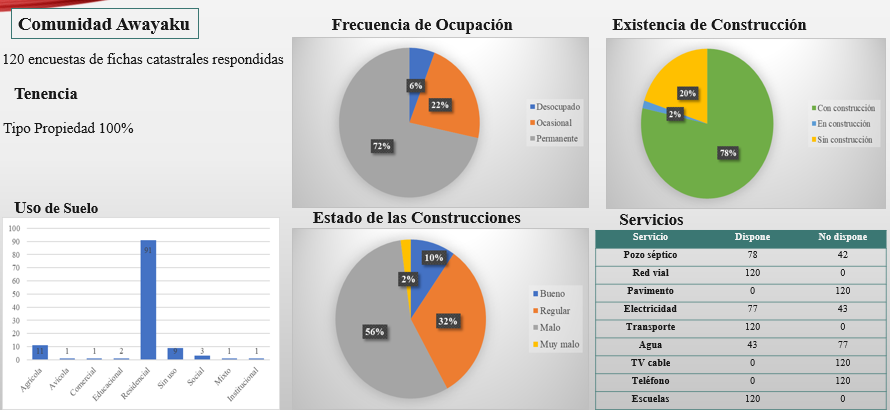 Comunidad Awayaku
120 encuestas de fichas catastrales respondidas
Tenencia
Tipo Propiedad 100%
Frecuencia de Ocupación
6%
22%
72%
Desocupado
Ocasional
Permanente
Existencia de Construcción
20%
2%
78%
Con construcción
En construcción
Sin construcción
Uso de Suelo
100
90
80
70
60
50
40
30
20
10
0
11
1
1
2
91
9
3
1
1
Agrícola
Avícola
Comercial
Educacional
Residencial
Sin uso
Social
Mixto
Institucional
Estado de las Construcciones
10%
2%
32%
56%
Bueno
Regular
Malo
Muy malo
Servicios
Servicio Dispone No dispone
Pozo séptico 78 42
Red vial 120 0
Pavimento 0 120
Electricidad 77 43
Transporte 120 0
Agua 43 77
TV cable 0 120
Teléfono 0 120
Escuelas 120 0